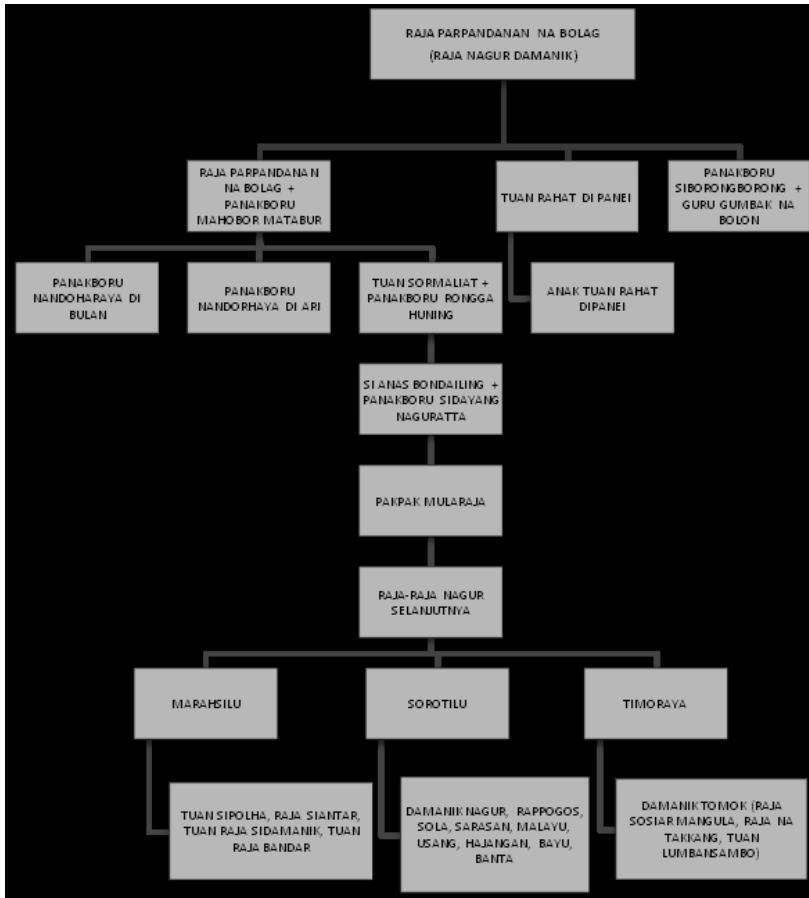 RAJA PARPANDANAN NA BOLAG
(RAJA NAGUR DAMANIK)
RAJA PARPANDANAN
NA BOLAG +
PANAKBORU
MAHOBOR MATABUR
TUAN RAHAT DI PANEI
PANAKBORU
SIBORONGBORONG +
GURU GUMBAK NA
BOLON
PANAKBORU
NANDOHARAYA DI
BULAN
PANAKBORU
NANDORHAYA DI ARI
TUAN SORMALIAT +
PANAKBORU RONGGA
HUNING
ANAK TUAN RAHAT
DIPANEI
SI ANAS BONDAILING +
PANAKBORU SIDAYANG
NAGURATTA
PAKPAK MULARAJA
RAJA-RAJA NAGUR
SELANJUTNYA
MARAHSILU
SOROTILU
TIMORAYA
TUAN SIPOLHA, RAJA SIANTAR,
TUAN RAJA SIDAMANIK, TUAN
RAJA BANDAR
DAMANIK NAGUR, RAPPOGOS,
SOLA, SARASAN, MALAYU,
USANG, HAJANGAN, BAYU,
BANTA
DAMANIK TOMOK (RAJA
SOSIAR MANGULA, RAJA NA
TAKKANG, TUAN
LUMBANSAMBO)